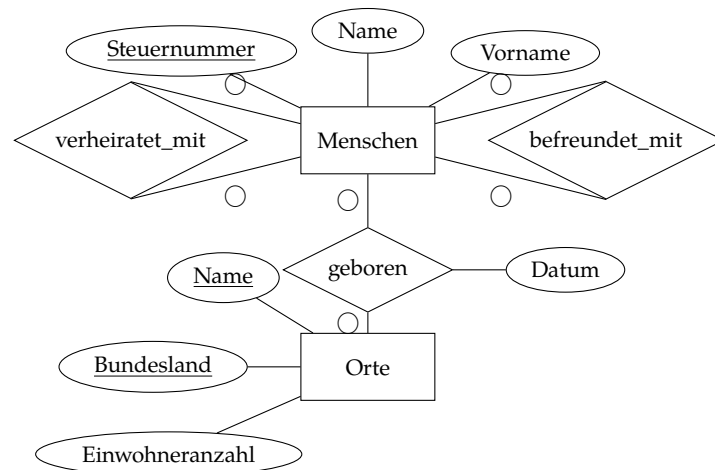 Name
Steuernummer
Vorname
verheiratet_mit
Menschen
befreundet_mit
geboren
Name
Datum
Bundesland
Orte
Einwohneranzahl